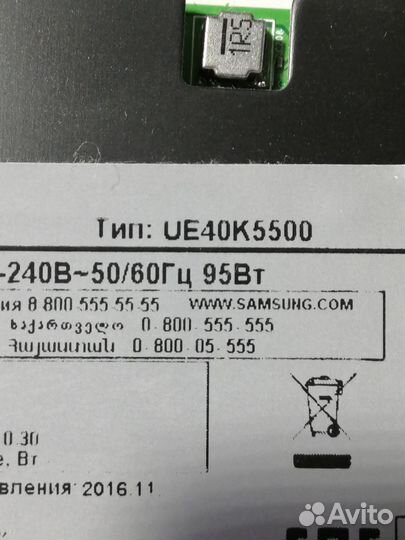 1R5
Тип: UE40K5500
-240В~50/60Гц 95Вт
ия 8 800 555 55 55 WWW.SAMSUNG.COM
საქართველო 0 800 555 555
Հայաստան 0 800 05 555
0.30
е, Вт
овления: 2016.11
Avito